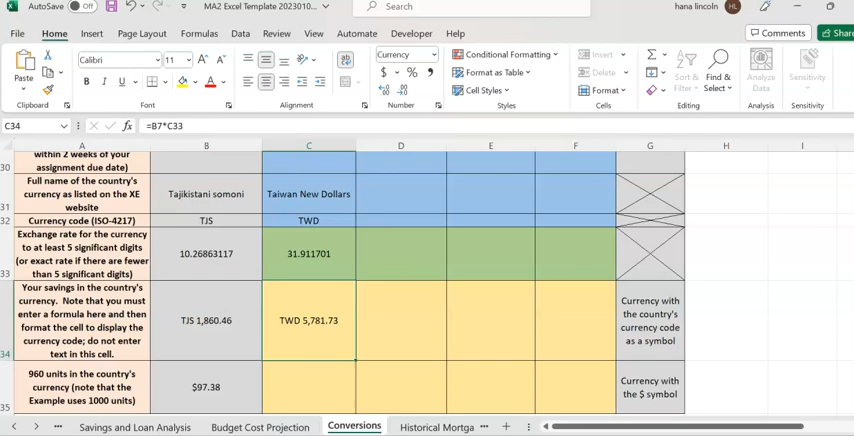 AutoSave Off MA2 Excel Template 2023010... Search hana lincoln HL
File Home Insert Page Layout Formulas Data Review View Automate Developer Help Comments Share
Paste
Clipboard
Calibri 11 A^ A˅
B I U A
Font
ab
Alignment
Currency
$ % 9
Number
Conditional Formatting
Format as Table
Cell Styles
Styles
Insert
Delete
Format
Cells
Sort & Filter
Find & Select
Editing
Analyze Data
Analysis
Sensitivity
Sensitivity
C34 fx =B7*C33
A B C D E F G H I
within 2 weeks of your
30 assignment due date)
Full name of the country's
currency as listed on the XE Tajikistani somoni Taiwan New Dollars
31 website
32 Currency code (ISO-4217) TJS TWD
Exchange rate for the currency
to at least 5 significant digits
(or exact rate if there are fewer 10.26863117 31.911701
33 than 5 significant digits)
Your savings in the country's
currency. Note that you must Currency with
enter a formula here and then the country's
format the cell to display the TJS 1,860.46 TWD 5,781.73 currency code
currency code; do not enter as a symbol
34 text in this cell.
960 units in the country's
currency (note that the $97.38 Currency with
35 Example uses 1000 units) the $ symbol
... Savings and Loan Analysis Budget Cost Projection Conversions Historical Mortga ... +